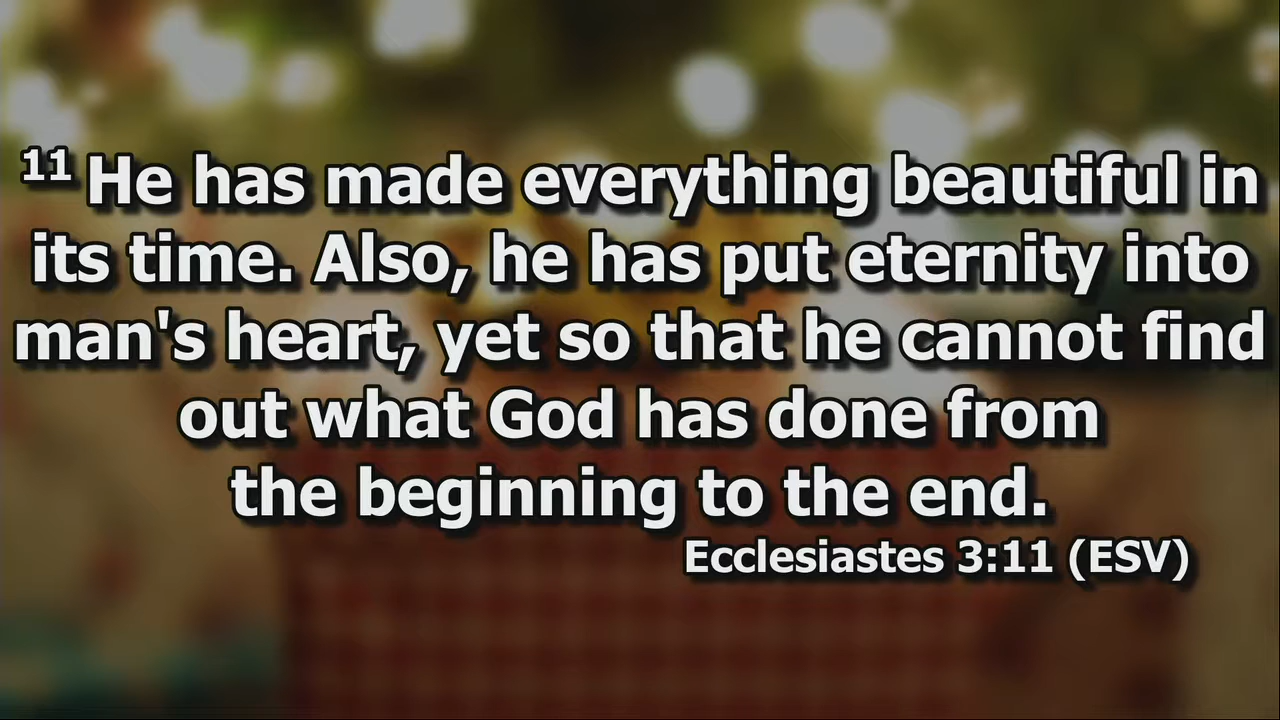 11 He has made everything beautiful in
its time. Also, he has put eternity into
man's heart, yet so that he cannot find
out what God has done from
the beginning to the end.
Ecclesiastes 3:11 (ESV)